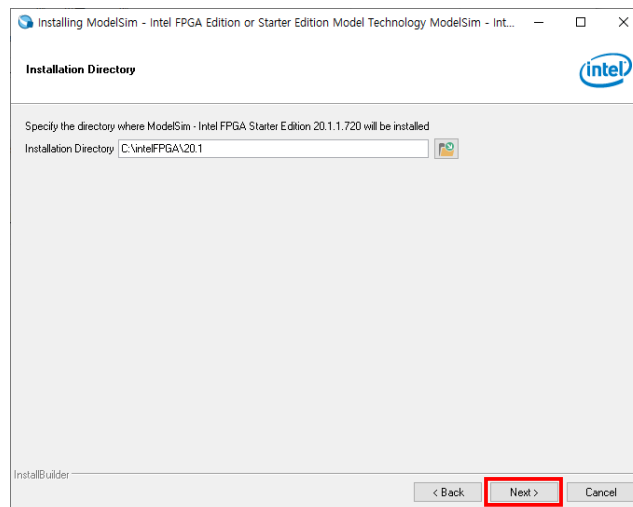 Installing ModelSim - Intel FPGA Edition or Starter Edition Model Technology ModelSim - Int...
Installation Directory
intel
Specify the directory where ModelSim - Intel FPGA Starter Edition 20.1.1.720 will be installed
Installation Directory C:\intelFPGA\20.1
InstallBuilder
< Back Next > Cancel